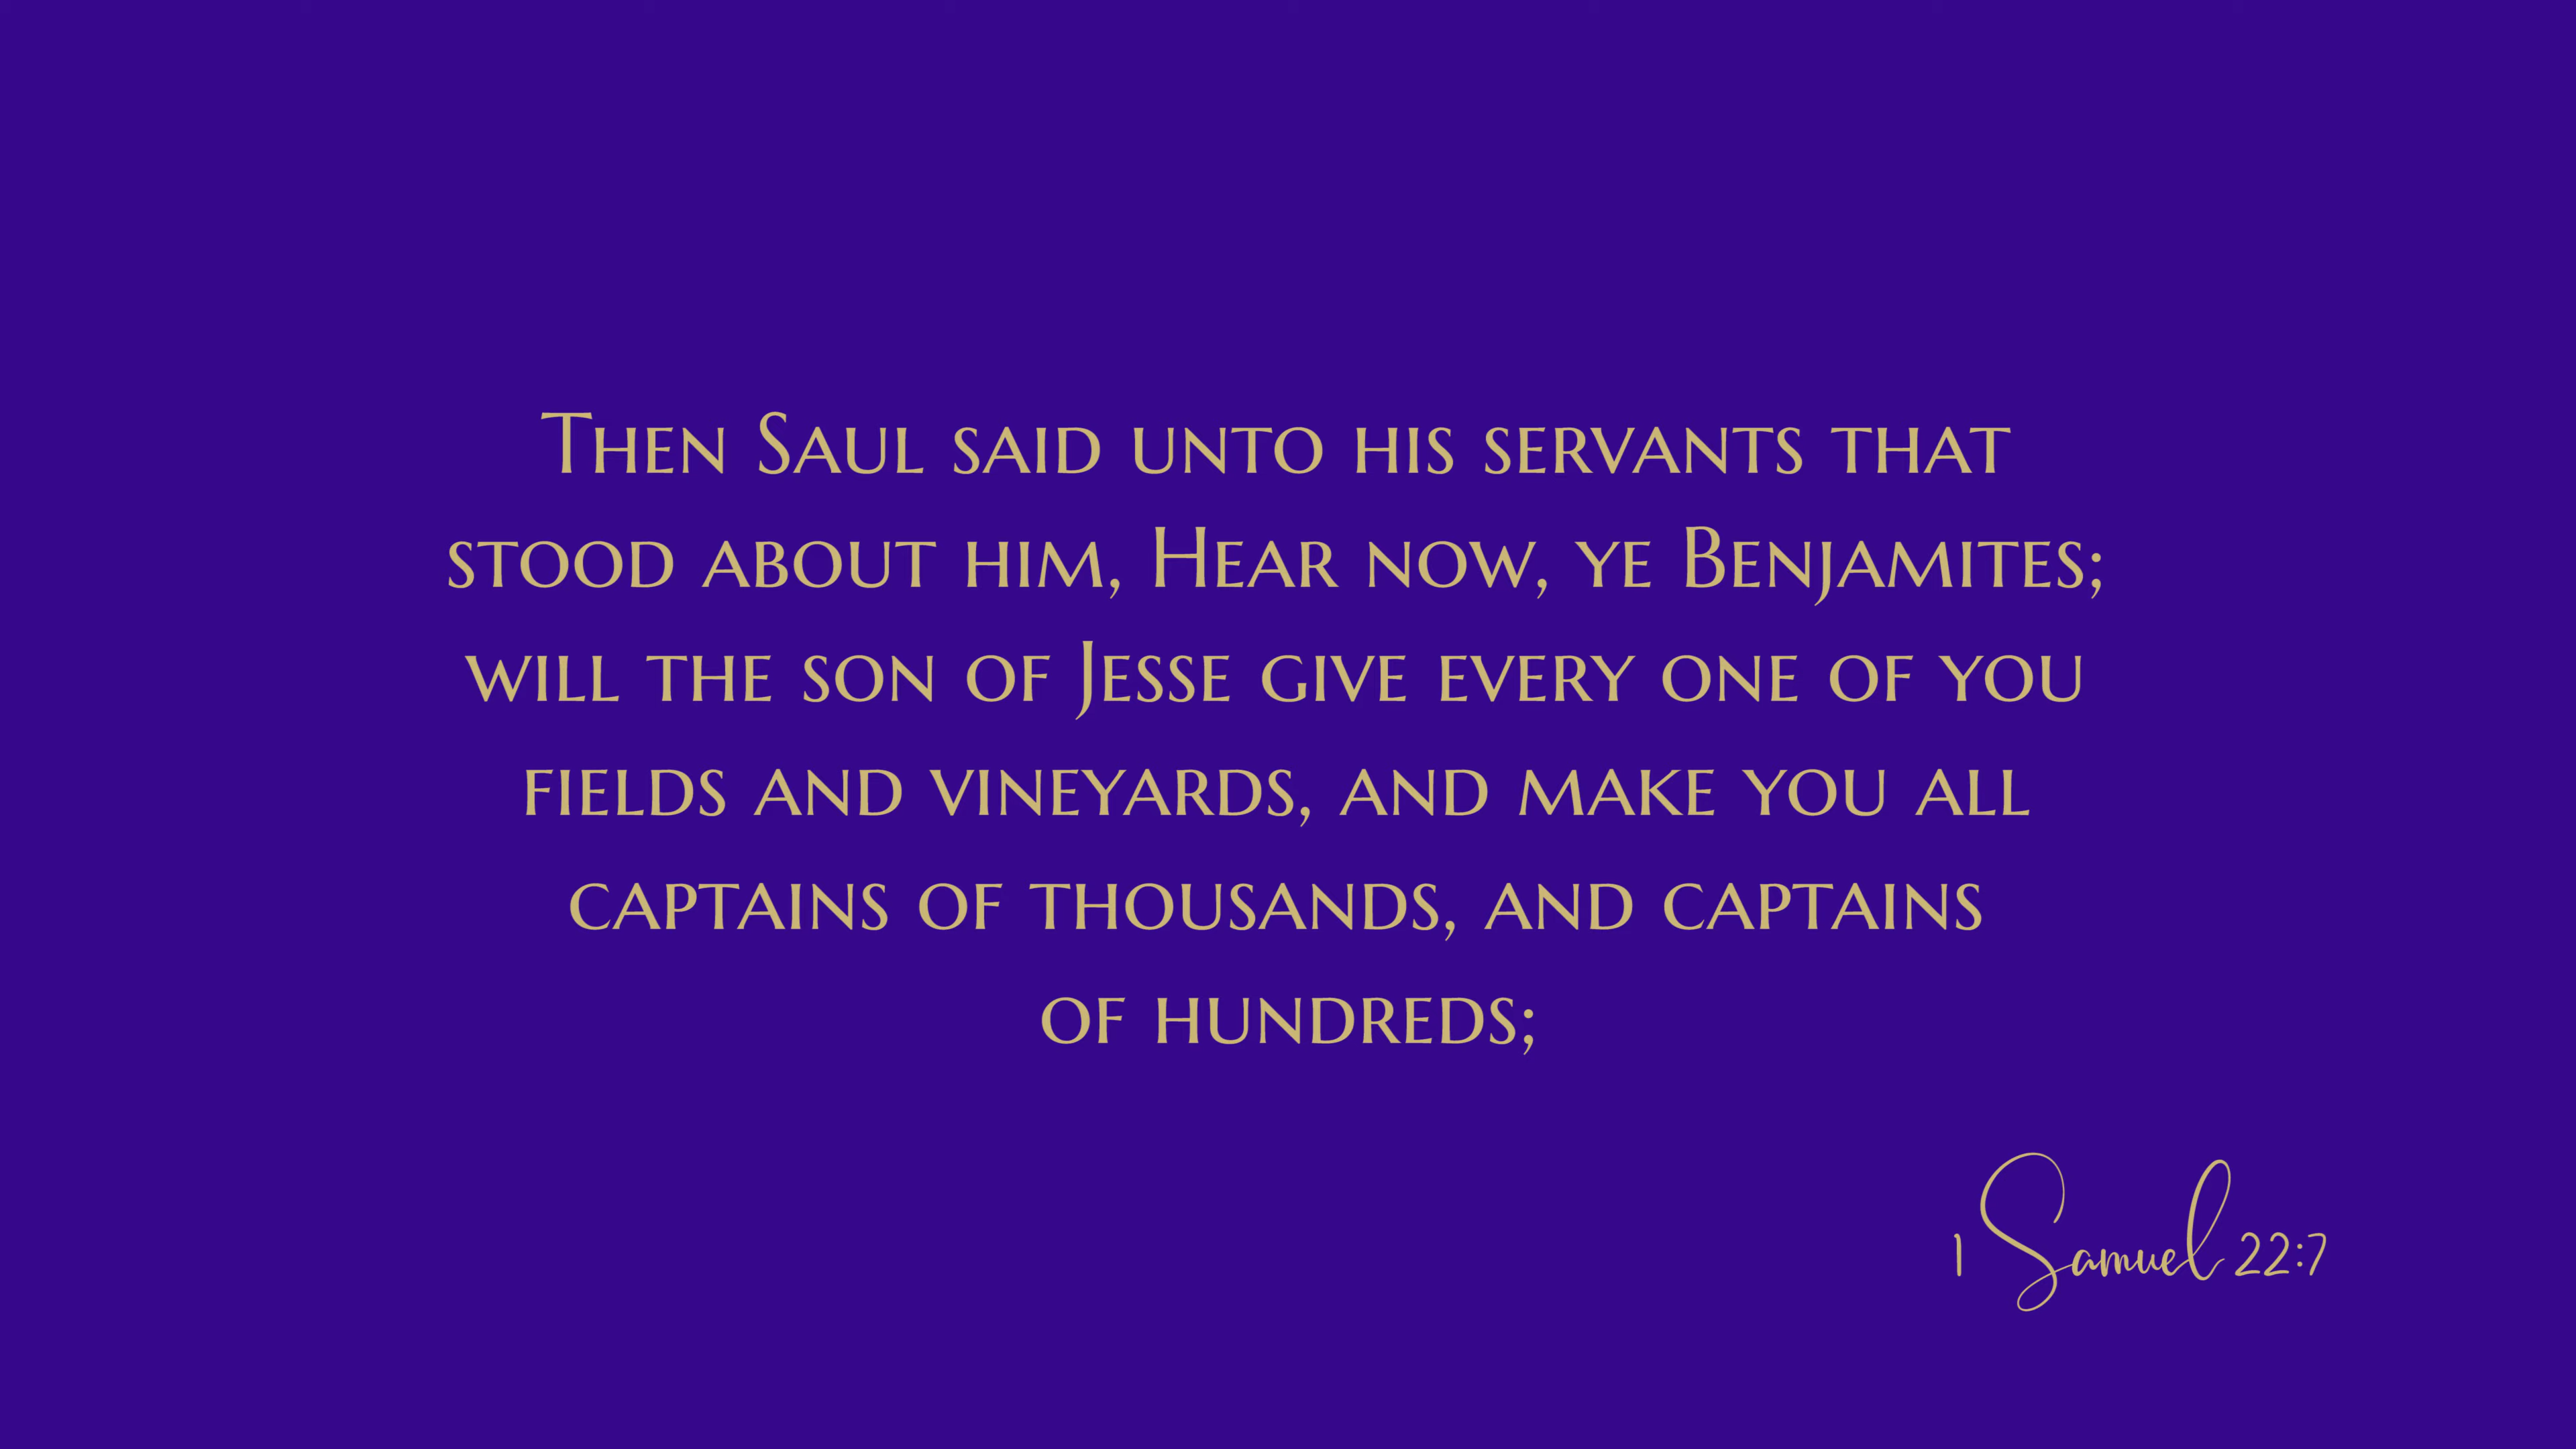 Then Saul said unto his servants that
stood about him, Hear now, ye Benjamites;
will the son of Jesse give every one of you
fields and vineyards, and make you all
captains of thousands, and captains
of hundreds;
1 Samuel 22:7